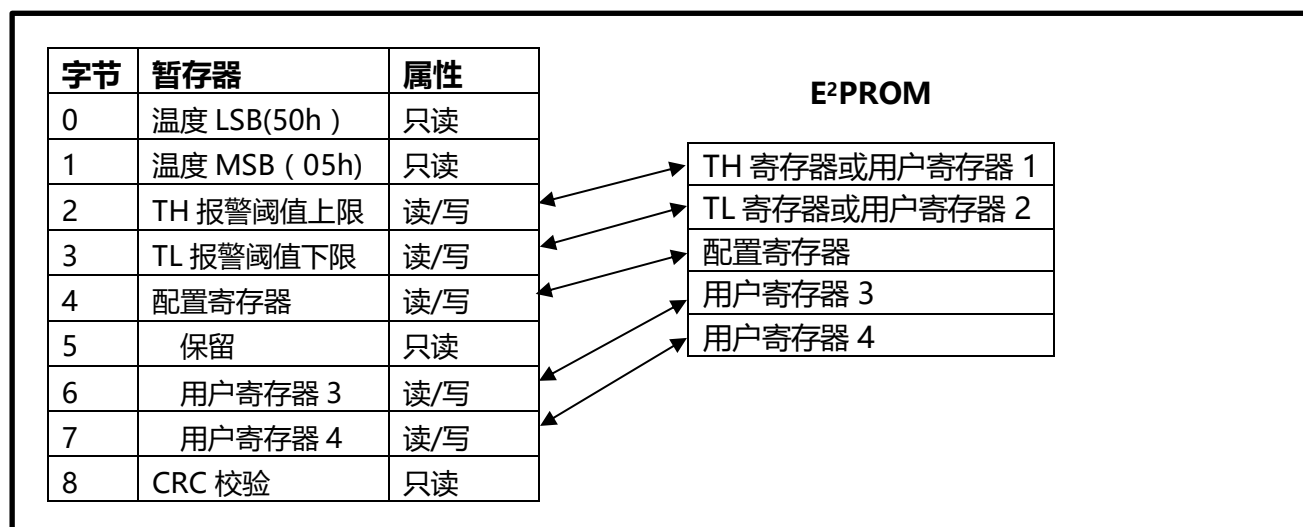 字节 暂存器 属性
0 温度 LSB(50h ) 只读
1 温度 MSB ( 05h) 只读
2 TH 报警阈值上限 读/写
3 TL 报警阈值下限 读/写
4 配置寄存器 读/写
5 保留 只读
6 用户寄存器 3 读/写
7 用户寄存器 4 读/写
8 CRC 校验 只读
E²PROM
TH 寄存器或用户寄存器 1
TL 寄存器或用户寄存器 2
配置寄存器
用户寄存器 3
用户寄存器 4